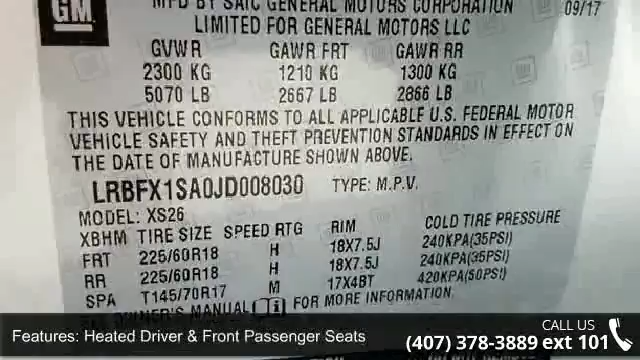 GM
MFD BY SAIC GENERAL MOTORS CORPORATION 09/17
LIMITED FOR GENERAL MOTORS LLC
GVWR GAWR FRT GAWR RR
2300 KG 1210 KG 1300 KG
5070 LB 2667 LB 2866 LB
THIS VEHICLE CONFORMS TO ALL APPLICABLE U.S. FEDERAL MOTOR
VEHICLE SAFETY AND THEFT PREVENTION STANDARDS IN EFFECT ON
THE DATE OF MANUFACTURE SHOWN ABOVE.
LRBFX1SA0JD008030 TYPE: M.P.V.
MODEL: XS26
XBHM TIRE SIZE SPEED RTG RIM COLD TIRE PRESSURE
FRT 225/60R18 H 18X7.5J 240KPA(35PSI)
RR 225/60R18 H 18X7.5J 240KPA(35PSI)
SPA T145/70R17 M 17X4BT 420KPA(50PSI)
OWNER'S MANUAL FOR MORE INFORMATION.
Features: Heated Driver & Front Passenger Seats
CALL US
(407) 378-3889 ext 101